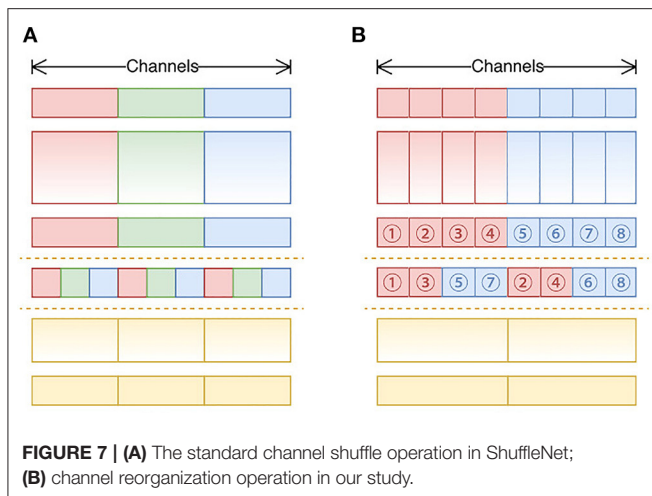 A
B
Channels
Channels
① ② ③ ④ ⑤ ⑥ ⑦ ⑧
① ③ ⑤ ⑦ ② ④ ⑥ ⑧
FIGURE 7 | (A) The standard channel shuffle operation in ShuffleNet;
(B) channel reorganization operation in our study.